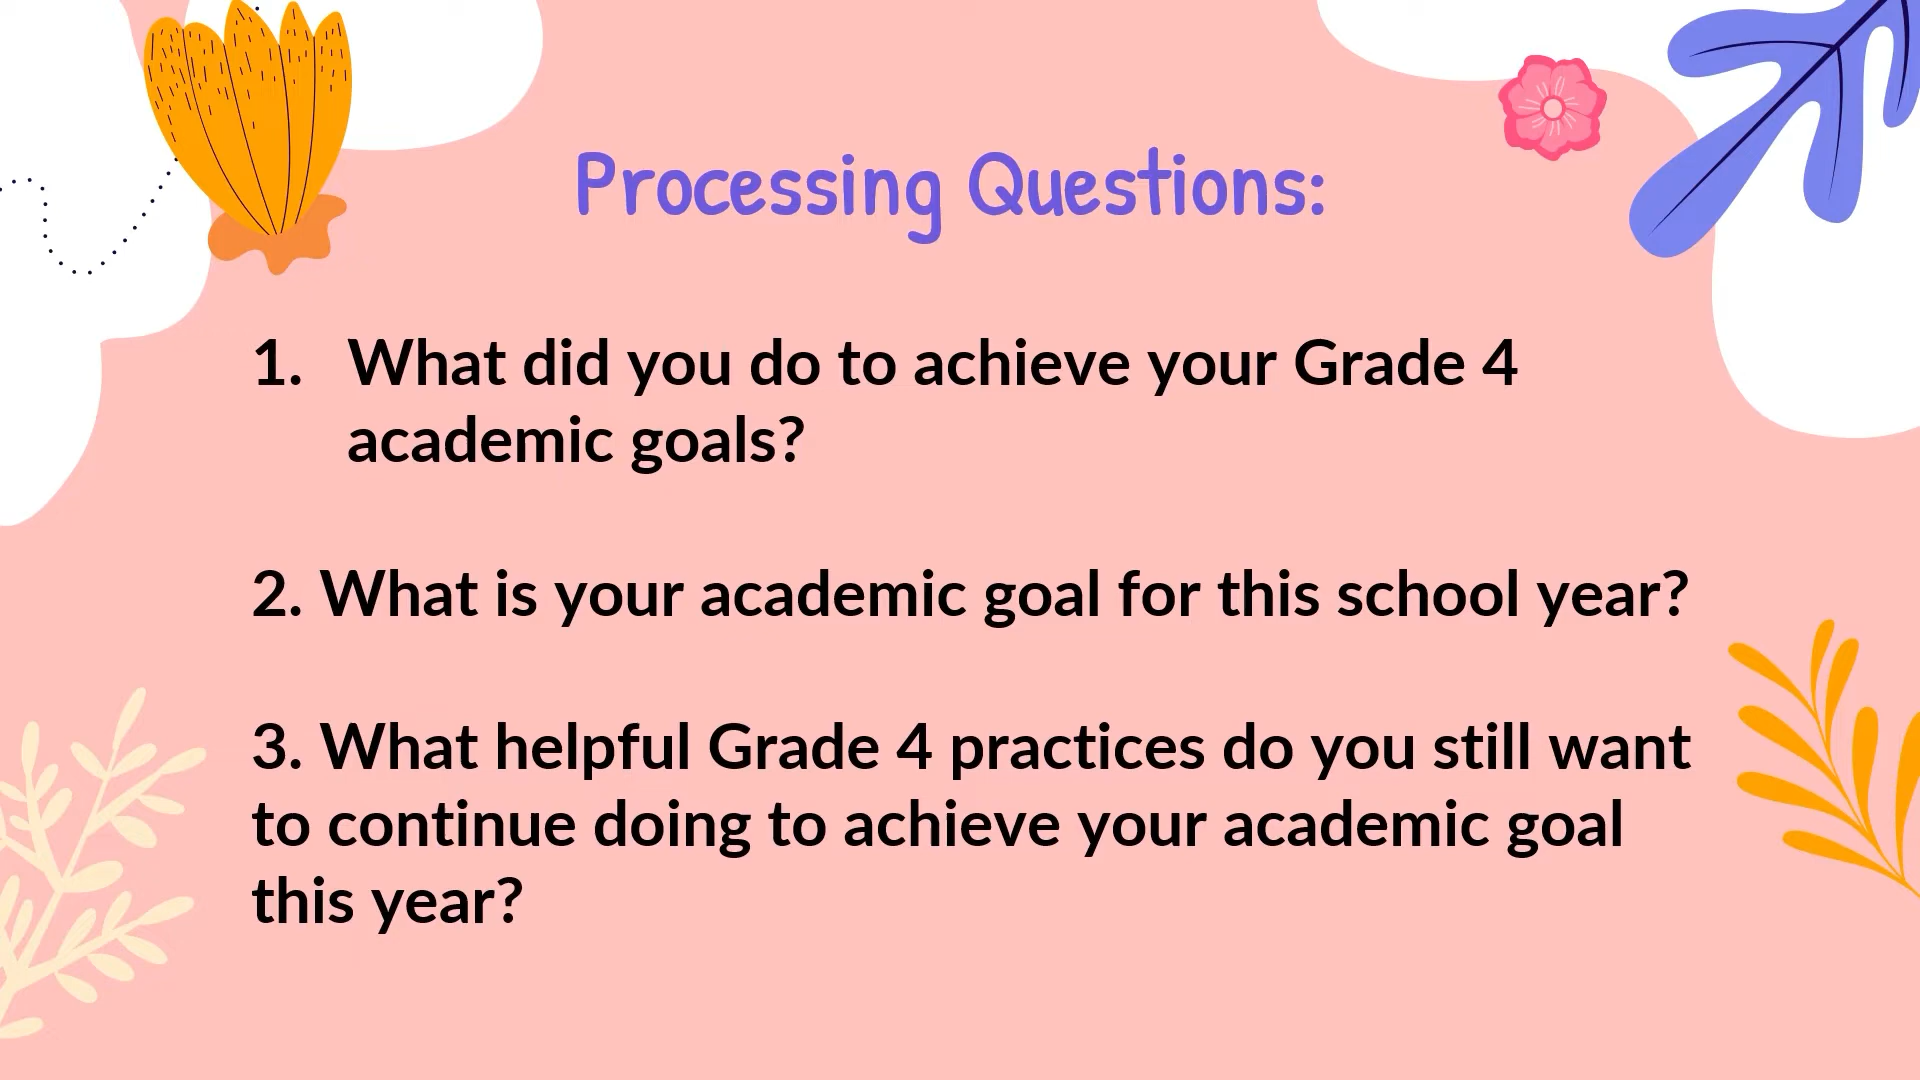 Processing Questions:
1. What did you do to achieve your Grade 4
academic goals?
2. What is your academic goal for this school year?
3. What helpful Grade 4 practices do you still want
to continue doing to achieve your academic goal
this year?